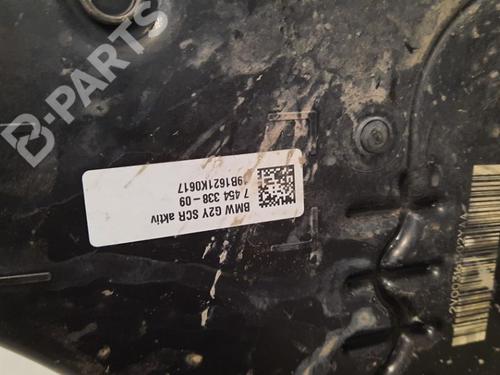 BMW G2Y SCR aktiv
7 454 338 - 09
9B1621K0617
B-PARTS